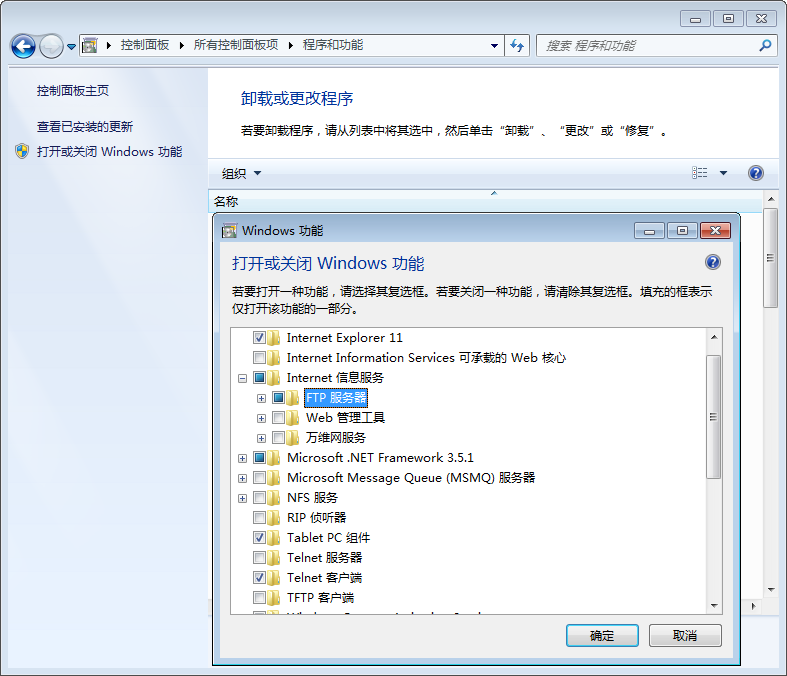 控制面板 ▸ 所有控制面板项 ▸ 程序和功能
搜索 程序和功能
控制面板主页
查看已安装的更新
打开或关闭 Windows 功能
卸载或更改程序
若要卸载程序，请从列表中将其选中，然后单击“卸载”、“更改”或“修复”。
组织
名称
Windows 功能
打开或关闭 Windows 功能
若要打开一种功能，请选择其复选框。若要关闭一种功能，请清除其复选框。填充的框表示
仅打开该功能的一部分。
Internet Explorer 11
Internet Information Services 可承载的 Web 核心
Internet 信息服务
FTP 服务器
Web 管理工具
万维网服务
Microsoft .NET Framework 3.5.1
Microsoft Message Queue (MSMQ) 服务器
NFS 服务
RIP 侦听器
Tablet PC 组件
Telnet 服务器
Telnet 客户端
TFTP 客户端
确定
取消